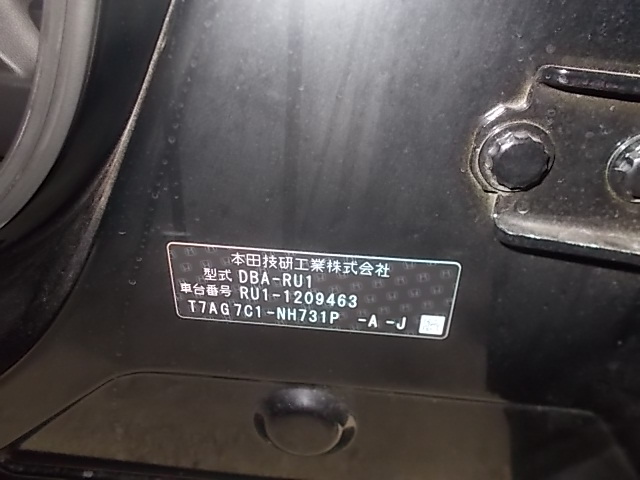 本田技研工業株式会社
型式 DBA-RU1
車台番号 RU1-1209463
T7AG7C1-NH731P -A-J